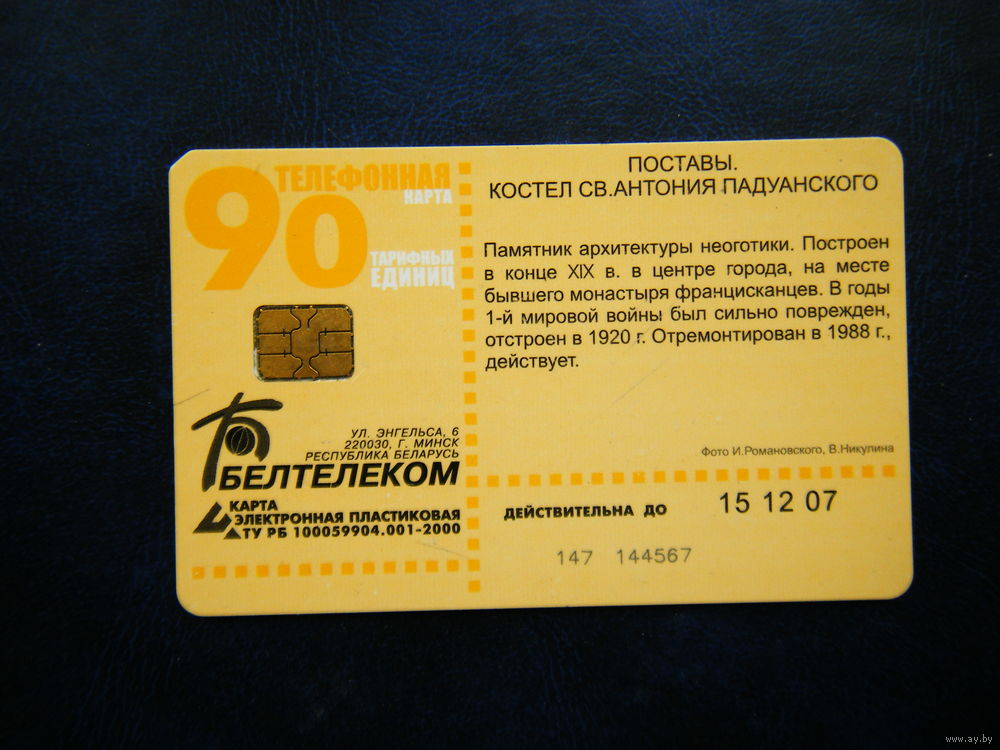 90
ТЕЛЕФОННАЯ
КАРТА
ТАРИФНЫХ
ЕДИНИЦ
УЛ. ЭНГЕЛЬСА, 6
220030, Г. МИНСК
РЕСПУБЛИКА БЕЛАРУСЬ
БЕЛТЕЛЕКОМ
КАРТА
ЭЛЕКТРОННАЯ ПЛАСТИКОВАЯ
ТУ РБ 100059904.001-2000
ПОСТАВЫ.
КОСТЕЛ СВ.АНТОНИЯ ПАДУАНСКОГО
Памятник архитектуры неоготики. Построен
в конце XIX в. в центре города, на месте
бывшего монастыря францисканцев. В годы
1-й мировой войны был сильно поврежден,
отстроен в 1920 г. Отремонтирован в 1988 г.,
действует.
Фото И.Романовского, В.Никулина
ДЕЙСТВИТЕЛЬНА ДО 15 12 07
147 144567
www.ay.by